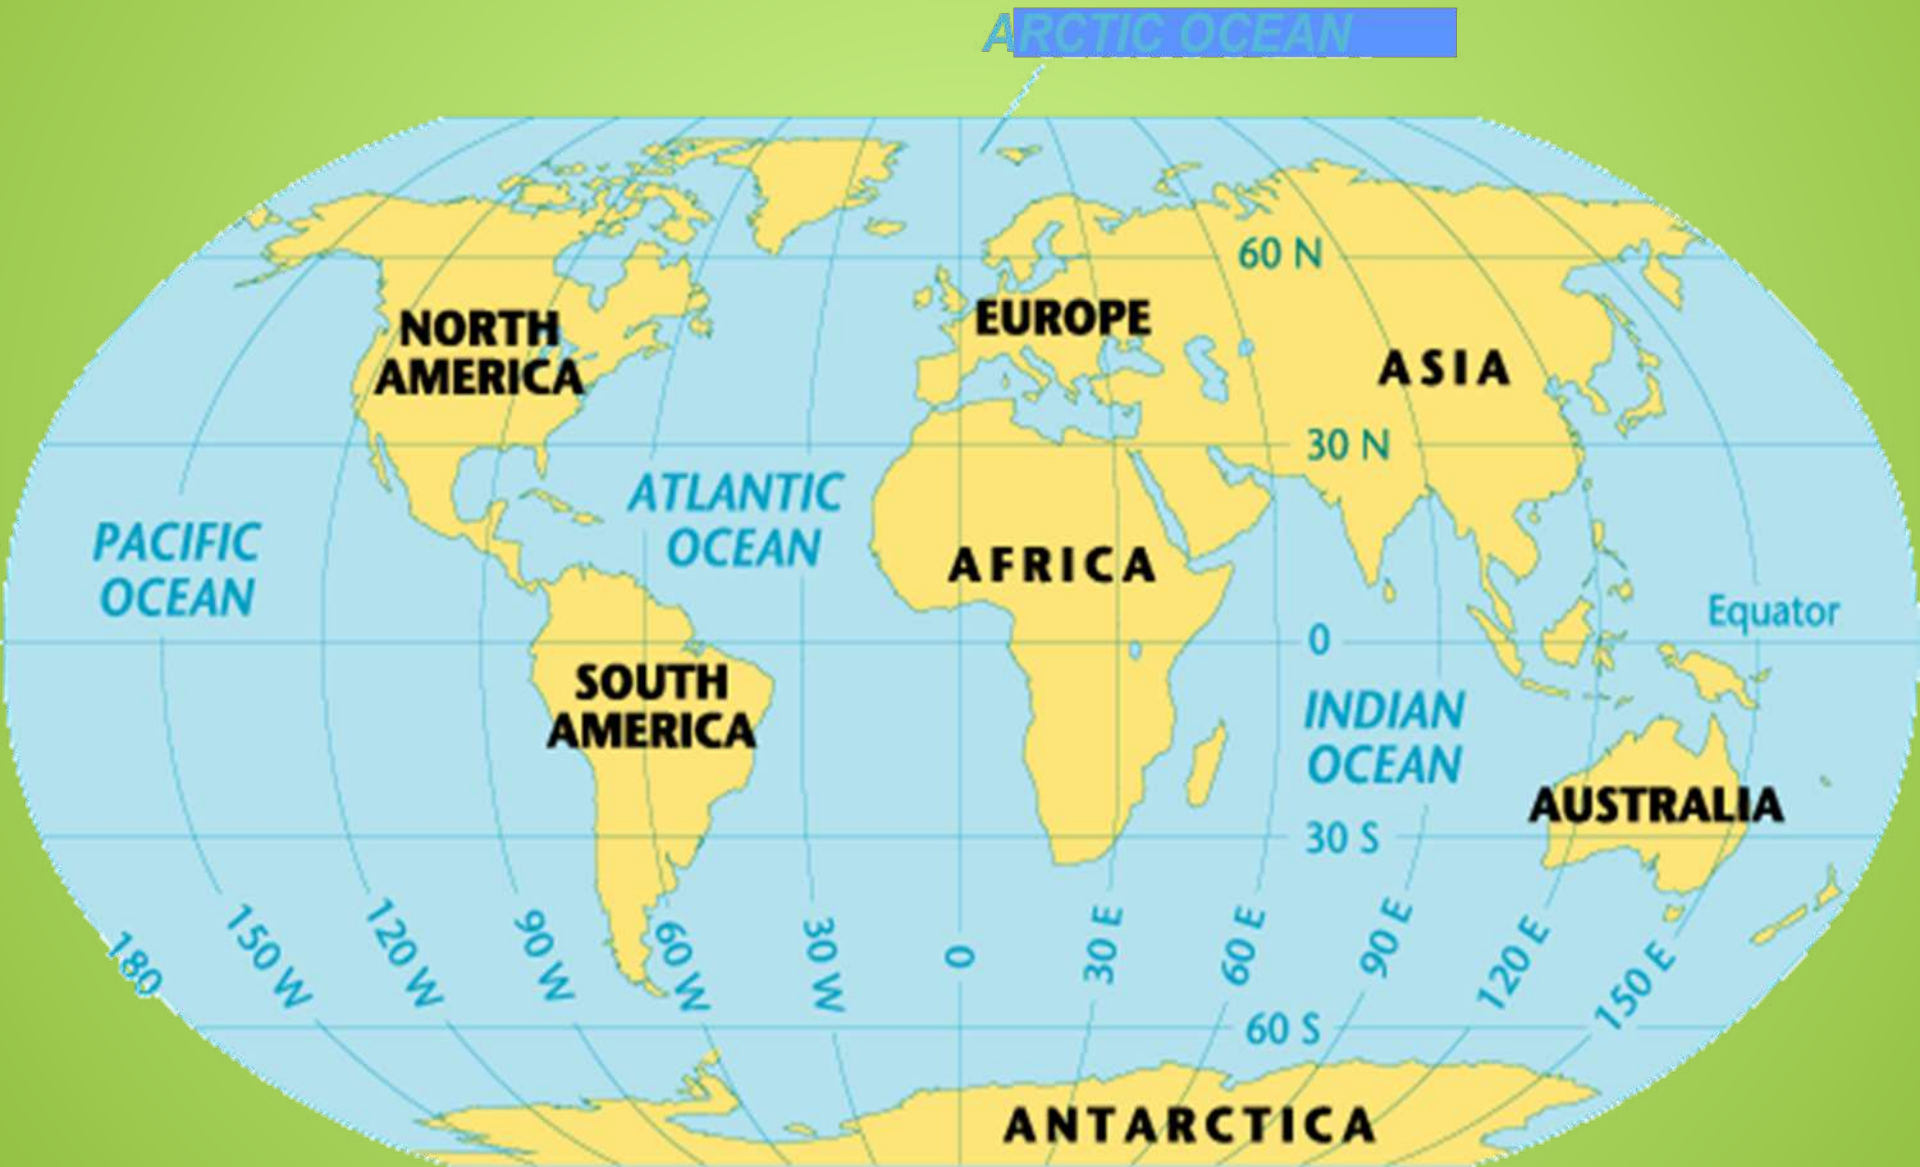 ARCTIC OCEAN
60 N
NORTH
AMERICA
EUROPE
ASIA
30 N
ATLANTIC
OCEAN
PACIFIC
OCEAN
AFRICA
Equator
0
SOUTH
AMERICA
INDIAN
OCEAN
AUSTRALIA
30 S
180
150 W
120 W
90 W
60 W
30 W
0
30 E
60 E
90 E
120 E
150 E
60 S
ANTARCTICA